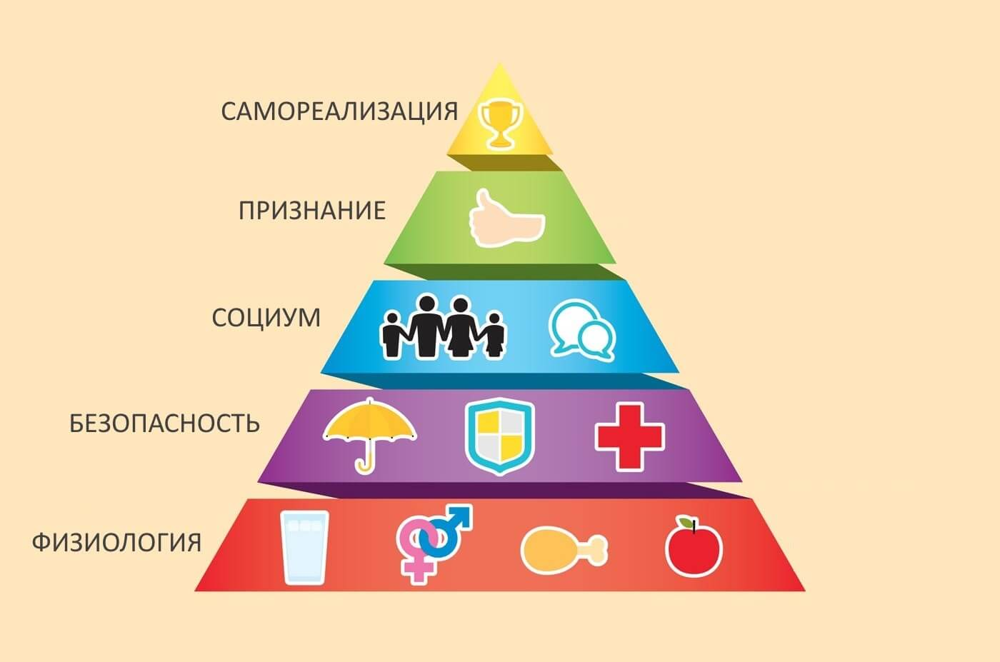 САМОРЕАЛИЗАЦИЯ
ПРИЗНАНИЕ
СОЦИУМ
БЕЗОПАСНОСТЬ
ФИЗИОЛОГИЯ